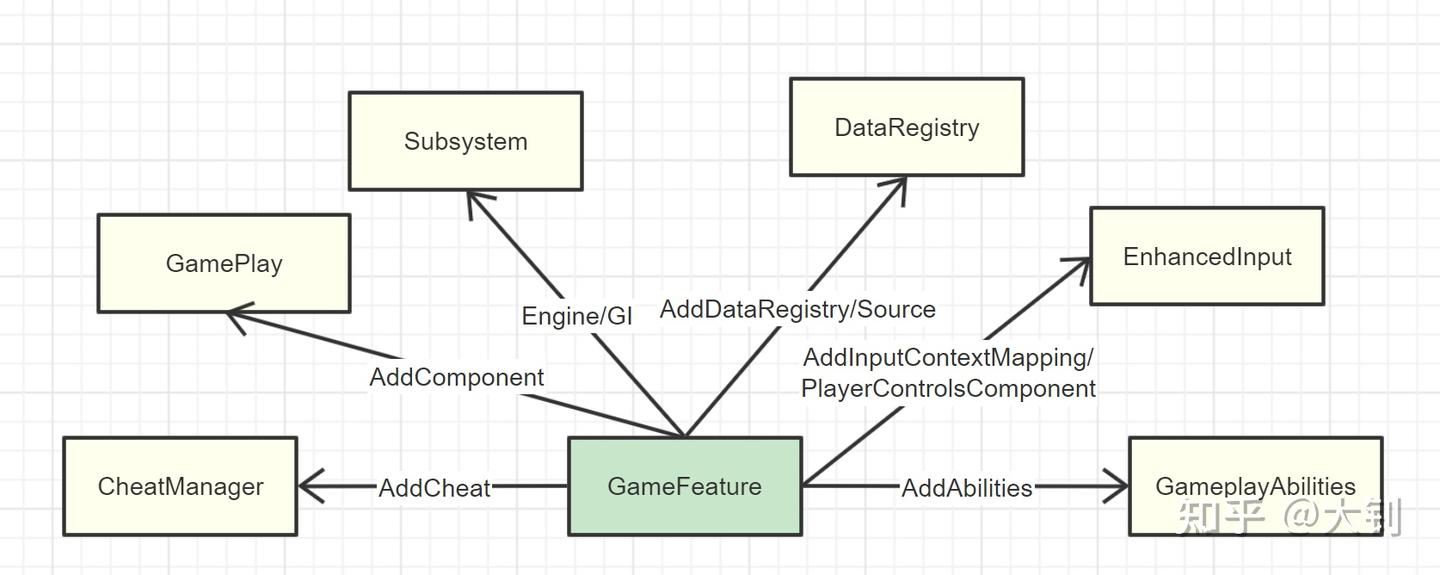 DataRegistry
Subsystem
EnhancedInput
GamePlay
AddDataRegistry/Source
Engine/GI
AddInputContextMapping/
PlayerControlsComponent
AddComponent
CheatManager
AddCheat
GameFeature
AddAbilities
GameplayAbilities
知乎 @大钊